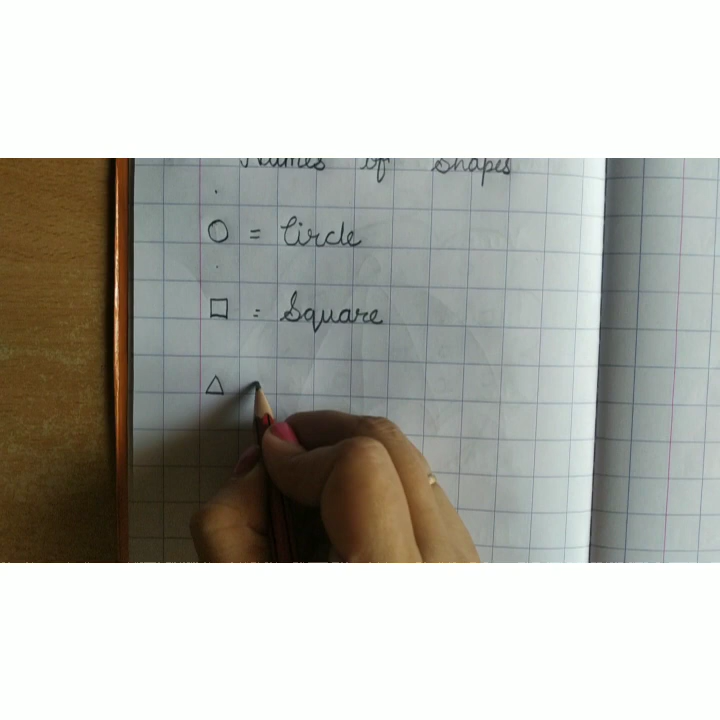 Names of Shapes
○ = Circle
□ = Square
△